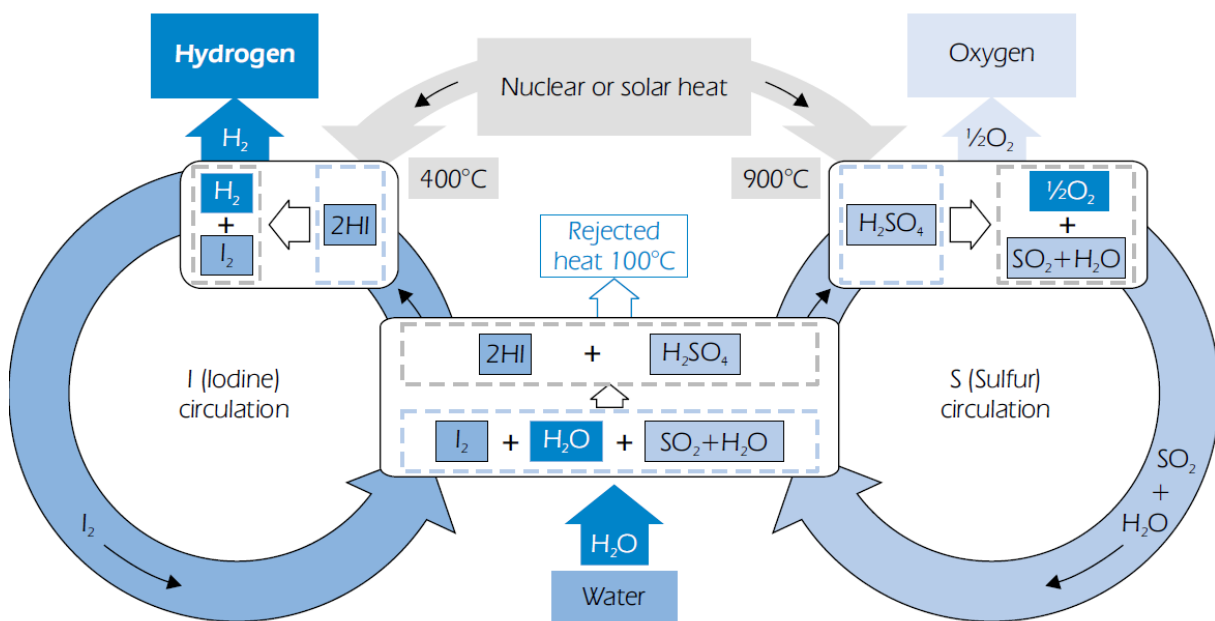 Hydrogen
Nuclear or solar heat
Oxygen
H₂
½O₂
400°C
900°C
H₂
+
I₂
2HI
H₂SO₄
½O₂
+
SO₂+H₂O
Rejected
heat 100°C
2HI + H₂SO₄
I₂ + H₂O + SO₂+H₂O
I (Iodine)
circulation
S (Sulfur)
circulation
I₂
SO₂
+
H₂O
H₂O
Water